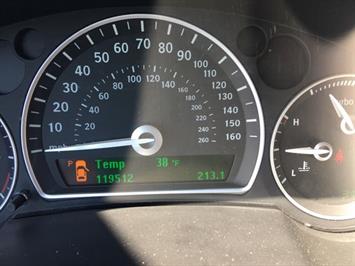 10 20 30 40 50 60 70 80 90 100 110 120 130 140 150 160
20 40 60 80 100 120 140 160 180 200 220 240 260
mph
P Temp 38 °F
119512 213.1
H
L
turbo